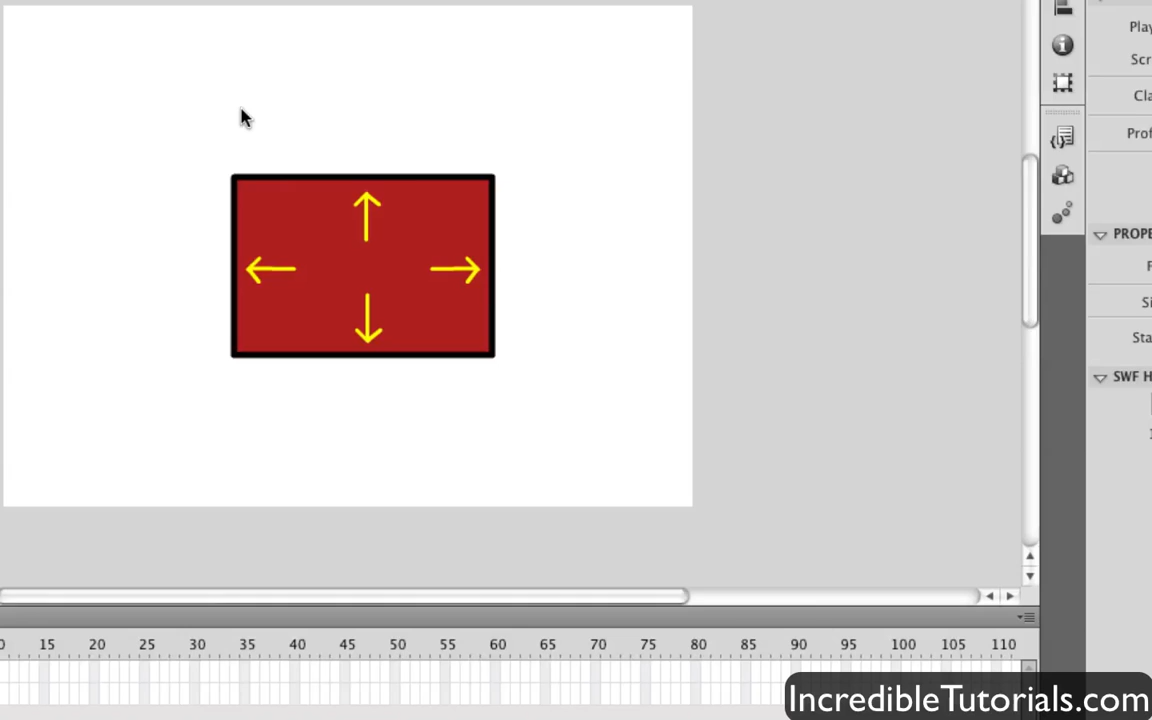 Play
Scr
Cla
Prof
PROPE
Si
Sta
SWF H
15 20 25 30 35 40 45 50 55 60 65 70 75 80 85 90 95 100 105 110
IncredibleTutorials.com